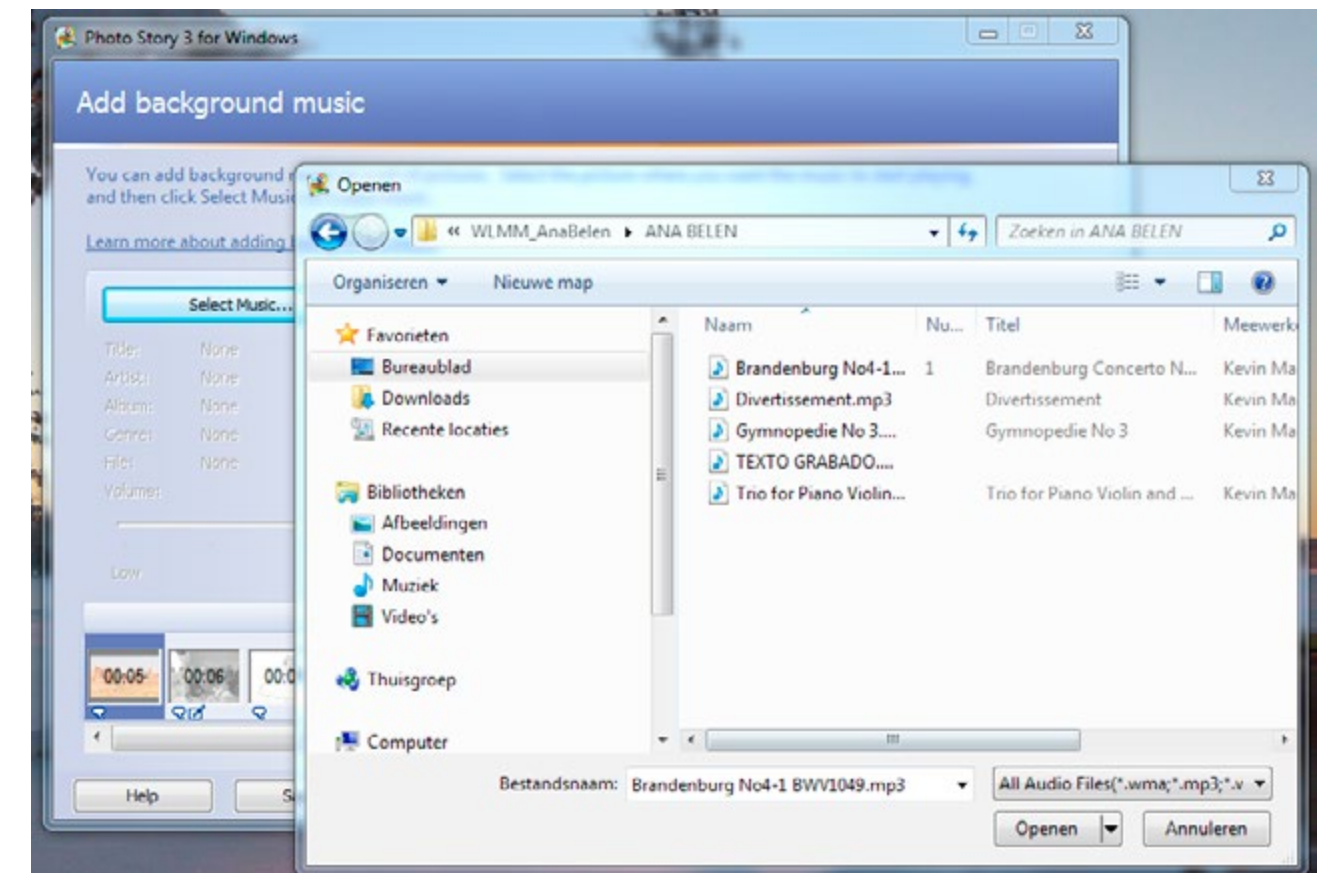 Photo Story 3 for Windows
Add background music
You can add background
and then click Select Music
Learn more about adding
Select Music...
Title: None
Artist: None
Album: None
Genre: None
File: None
Volume:
Low
00:05 00:06 00:0
Help S
Openen
« WLMM_AnaBelen ▸ ANA BELEN
Zoeken in ANA BELEN
Organiseren Nieuwe map
Favorieten
Bureaublad
Downloads
Recente locaties
Bibliotheken
Afbeeldingen
Documenten
Muziek
Video's
Thuisgroep
Computer
Naam Nu... Titel Meewerk
Brandenburg No4-1... 1 Brandenburg Concerto N... Kevin Ma
Divertissement.mp3 Divertissement Kevin Ma
Gymnopedie No 3.... Gymnopedie No 3 Kevin Ma
TEXTO GRABADO....
Trio for Piano Violin... Trio for Piano Violin and ... Kevin Ma
Bestandsnaam: Brandenburg No4-1 BWV1049.mp3 All Audio Files(*.wma;*.mp3;*.v
Openen Annuleren